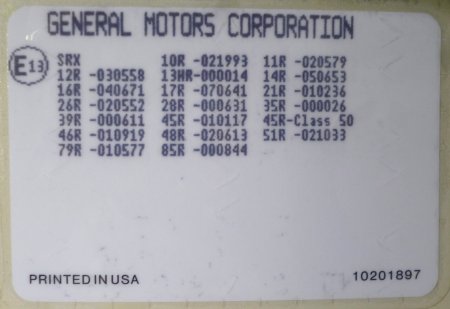 GENERAL MOTORS CORPORATION
E13
SRX 10R -021993 11R -020579
12R -030558 13HR-000014 14R -050653
16R -040671 17R -070641 21R -010236
26R -020552 28R -000631 35R -000026
39R -000611 45R -010117 45R-Class 50
46R -010919 48R -020613 51R -021033
79R -010577 85R -000844
PRINTED IN USA 10201897